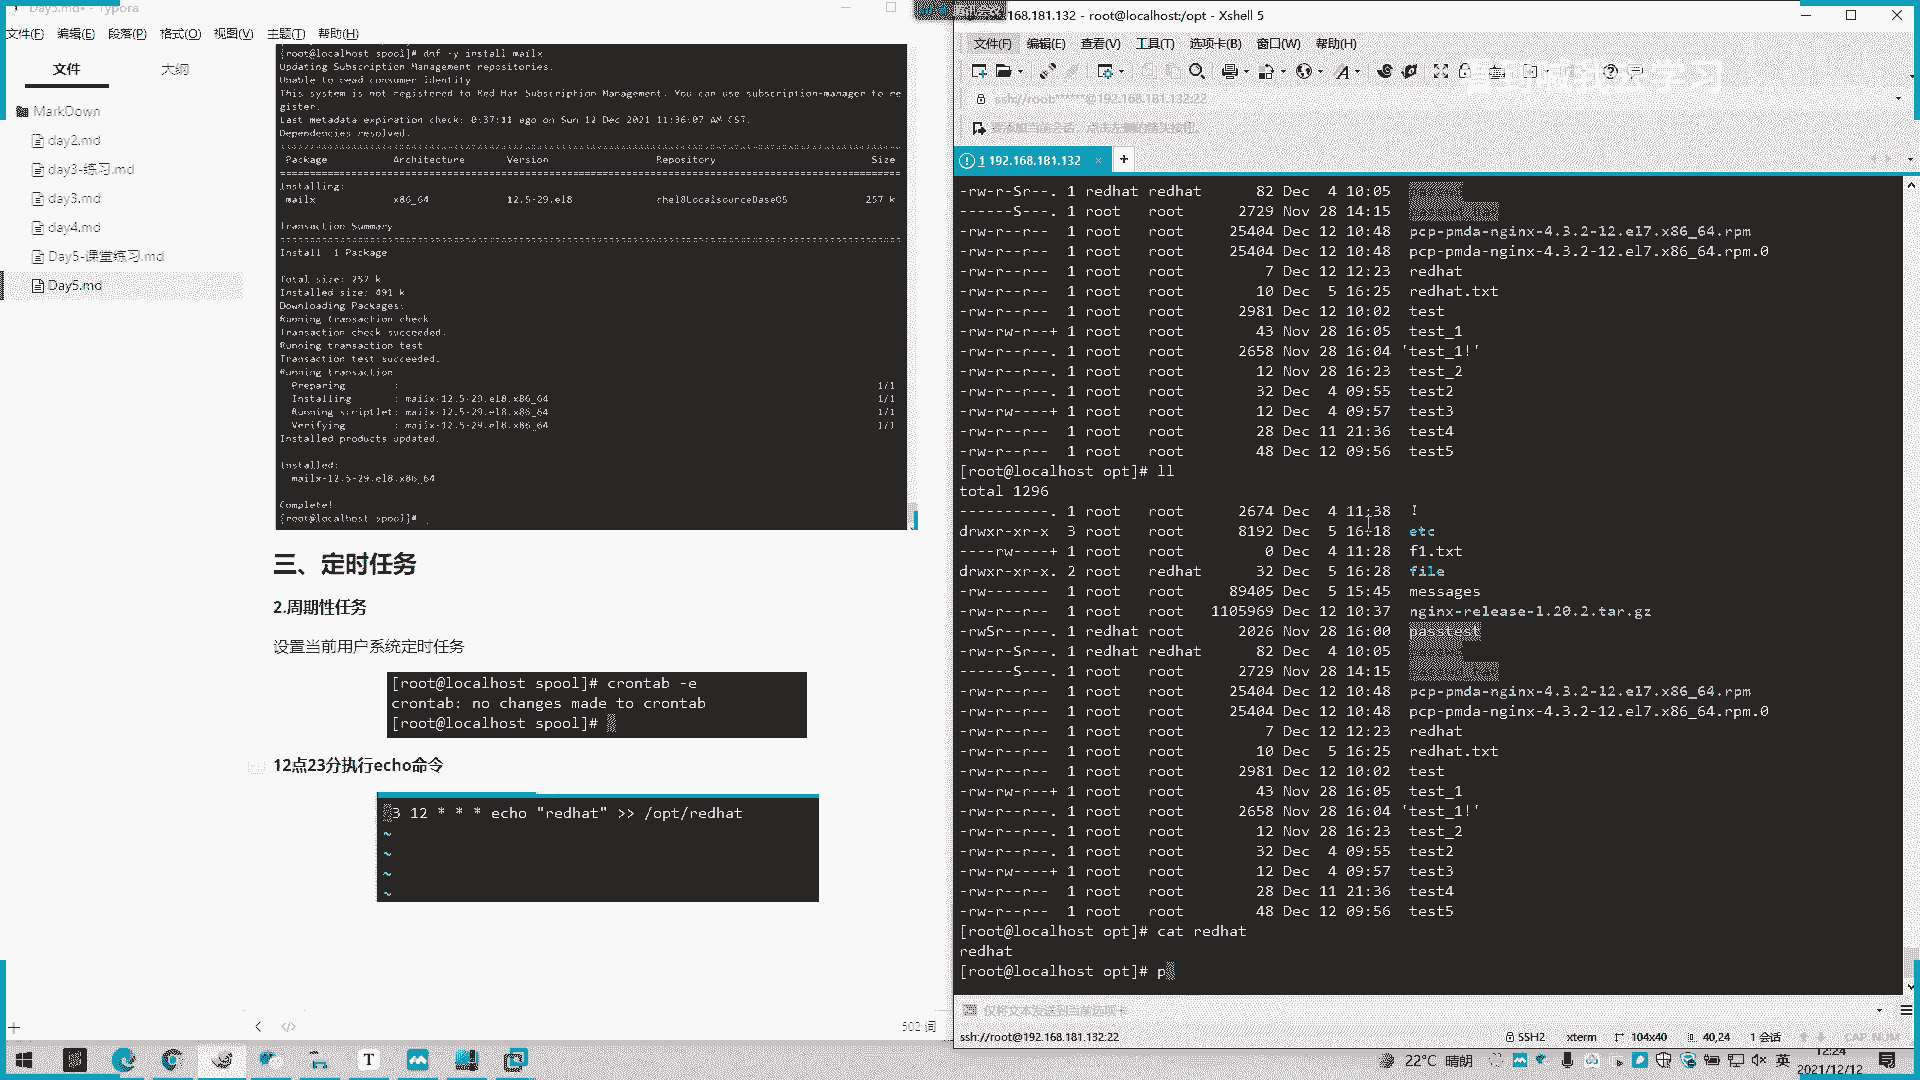 Day5.md - Typora
文件(F) 编辑(E) 段落(P) 格式(O) 视图(V) 主题(T) 帮助(H)
文件 大纲
MarkDown
day2.md
day3-练习.md
day3.md
day4.md
Day5-课堂练习.md
Day5.md
[root@localhost spool]# dnf -y install mailx
Updating Subscription Management repositories.
Unable to read consumer identity
This system is not registered to Red Hat Subscription Management. You can use subscription-manager to re
gister.
Last metadata expiration check: 0:37:11 ago on Sun 12 Dec 2021 11:36:07 AM CST.
Dependencies resolved.
Package Architecture Version Repository Size
Installing:
mailx x86_64 12.5-29.el8 rhel8LocalsourceBaseOS 257 k
Transaction Summary
Install 1 Package
Total size: 257 k
Installed size: 491 k
Downloading Packages:
Running transaction check
Transaction check succeeded.
Running transaction test
Transaction test succeeded.
Running transaction
Preparing : 1/1
Installing : mailx-12.5-29.el8.x86_64 1/1
Running scriptlet: mailx-12.5-29.el8.x86_64 1/1
Verifying : mailx-12.5-29.el8.x86_64 1/1
Installed products updated.
Installed:
mailx-12.5-29.el8.x86_64
Complete!
[root@localhost spool]#
三、定时任务
2.周期性任务
设置当前用户系统定时任务
[root@localhost spool]# crontab -e
crontab: no changes made to crontab
[root@localhost spool]#
12点23分执行echo命令
3 12 * * * echo "redhat" >> /opt/redhat
~
~
~
~
502 词
.168.181.132 - root@localhost:/opt - Xshell 5
文件(F) 编辑(E) 查看(V) 工具(T) 选项卡(B) 窗口(W) 帮助(H)
ssh://root:******@192.168.181.132:22
要添加当前会话，点击左侧的箭头按钮。
1 192.168.181.132 × +
-rw-r-Sr--. 1 redhat redhat 82 Dec 4 10:05
------S---. 1 root root 2729 Nov 28 14:15
-rw-r--r-- 1 root root 25404 Dec 12 10:48 pcp-pmda-nginx-4.3.2-12.el7.x86_64.rpm
-rw-r--r-- 1 root root 25404 Dec 12 10:48 pcp-pmda-nginx-4.3.2-12.el7.x86_64.rpm.0
-rw-r--r-- 1 root root 7 Dec 12 12:23 redhat
-rw-r--r-- 1 root root 10 Dec 5 16:25 redhat.txt
-rw-r--r-- 1 root root 2981 Dec 12 10:02 test
-rw-rw-r--+ 1 root root 43 Nov 28 16:05 test_1
-rw-r--r--. 1 root root 2658 Nov 28 16:04 'test_1!'
-rw-r--r--. 1 root root 12 Nov 28 16:23 test_2
-rw-r--r--. 1 root root 32 Dec 4 09:55 test2
-rw-rw----+ 1 root root 12 Dec 4 09:57 test3
-rw-r--r-- 1 root root 28 Dec 11 21:36 test4
-rw-r--r-- 1 root root 48 Dec 12 09:56 test5
[root@localhost opt]# ll
total 1296
----------. 1 root root 2674 Dec 4 11:38 !
drwxr-xr-x 3 root root 8192 Dec 5 16:18 etc
----rw----+ 1 root root 0 Dec 4 11:28 f1.txt
drwxr-xr-x. 2 root redhat 32 Dec 5 16:28 file
-rw------- 1 root root 89405 Dec 5 15:45 messages
-rw-r--r-- 1 root root 1105969 Dec 12 10:37 nginx-release-1.20.2.tar.gz
-rwSr--r--. 1 redhat root 2026 Nov 28 16:00 passtest
-rw-r-Sr--. 1 redhat redhat 82 Dec 4 10:05
------S---. 1 root root 2729 Nov 28 14:15
-rw-r--r-- 1 root root 25404 Dec 12 10:48 pcp-pmda-nginx-4.3.2-12.el7.x86_64.rpm
-rw-r--r-- 1 root root 25404 Dec 12 10:48 pcp-pmda-nginx-4.3.2-12.el7.x86_64.rpm.0
-rw-r--r-- 1 root root 7 Dec 12 12:23 redhat
-rw-r--r-- 1 root root 10 Dec 5 16:25 redhat.txt
-rw-r--r-- 1 root root 2981 Dec 12 10:02 test
-rw-rw-r--+ 1 root root 43 Nov 28 16:05 test_1
-rw-r--r--. 1 root root 2658 Nov 28 16:04 'test_1!'
-rw-r--r--. 1 root root 12 Nov 28 16:23 test_2
-rw-r--r--. 1 root root 32 Dec 4 09:55 test2
-rw-rw----+ 1 root root 12 Dec 4 09:57 test3
-rw-r--r-- 1 root root 28 Dec 11 21:36 test4
-rw-r--r-- 1 root root 48 Dec 12 09:56 test5
[root@localhost opt]# cat redhat
redhat
[root@localhost opt]# p
仅将文本发送到当前选项卡
ssh://root@192.168.181.132:22 SSH2 xterm 104x40 40,24 1 会话 CAP NUM
22°C 晴朗 英 12:24
2021/12/12